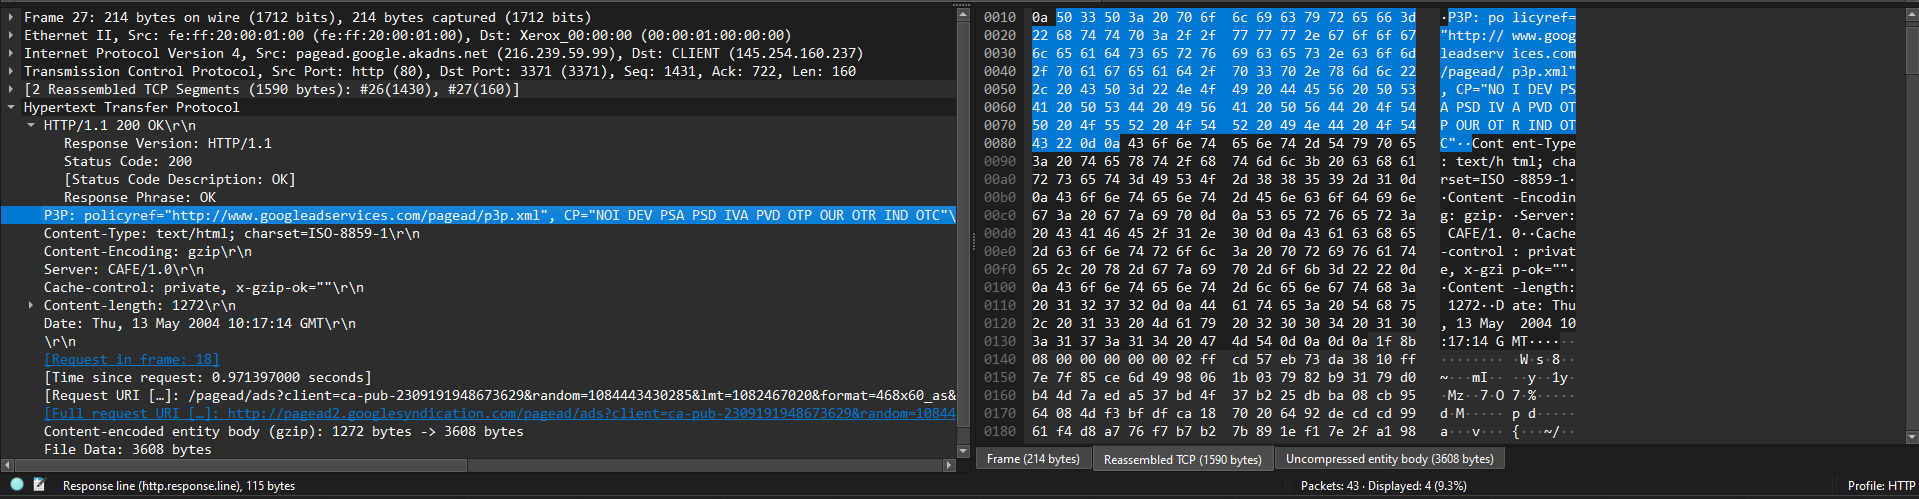 Frame 27: 214 bytes on wire (1712 bits), 214 bytes captured (1712 bits)
Ethernet II, Src: fe:ff:20:00:01:00 (fe:ff:20:00:01:00), Dst: Xerox_00:00:00 (00:00:01:00:00:00)
Internet Protocol Version 4, Src: pagead.google.akadns.net (216.239.59.99), Dst: CLIENT (145.254.160.237)
Transmission Control Protocol, Src Port: http (80), Dst Port: 3371 (3371), Seq: 1431, Ack: 722, Len: 160
[2 Reassembled TCP Segments (1590 bytes): #26(1430), #27(160)]
Hypertext Transfer Protocol
HTTP/1.1 200 OK\r\n
Response Version: HTTP/1.1
Status Code: 200
[Status Code Description: OK]
Response Phrase: OK
P3P: policyref="http://www.googleadservices.com/pagead/p3p.xml", CP="NOI DEV PSA PSD IVA PVD OTP OUR OTR IND OTC"\
Content-Type: text/html; charset=ISO-8859-1\r\n
Content-Encoding: gzip\r\n
Server: CAFE/1.0\r\n
Cache-control: private, x-gzip-ok=""\r\n
Content-length: 1272\r\n
Date: Thu, 13 May 2004 10:17:14 GMT\r\n
\r\n
[Request in frame: 18]
[Time since request: 0.971397000 seconds]
[Request URI […]: /pagead/ads?client=ca-pub-2309191948673629&random=1084443430285&lmt=1082467020&format=468x60_as&
[Full request URI […]: http://pagead2.googlesyndication.com/pagead/ads?client=ca-pub-2309191948673629&random=10844
Content-encoded entity body (gzip): 1272 bytes -> 3608 bytes
File Data: 3608 bytes
0010 0a 50 33 50 3a 20 70 6f 6c 69 63 79 72 65 66 3d ·P3P: po licyref=
0020 22 68 74 74 70 3a 2f 2f 77 77 77 2e 67 6f 6f 67 "http:// www.goog
0030 6c 65 61 64 73 65 72 76 69 63 65 73 2e 63 6f 6d leadserv ices.com
0040 2f 70 61 67 65 61 64 2f 70 33 70 2e 78 6d 6c 22 /pagead/ p3p.xml"
0050 2c 20 43 50 3d 22 4e 4f 49 20 44 45 56 20 50 53 , CP="NO I DEV PS
0060 41 20 50 53 44 20 49 56 41 20 50 56 44 20 4f 54 A PSD IV A PVD OT
0070 50 20 4f 55 52 20 4f 54 52 20 49 4e 44 20 4f 54 P OUR OT R IND OT
0080 43 22 0d 0a 43 6f 6e 74 65 6e 74 2d 54 79 70 65 C"··Cont ent-Type
0090 3a 20 74 65 78 74 2f 68 74 6d 6c 3b 20 63 68 61 : text/h tml; cha
00a0 72 73 65 74 3d 49 53 4f 2d 38 38 35 39 2d 31 0d rset=ISO -8859-1·
00b0 0a 43 6f 6e 74 65 6e 74 2d 45 6e 63 6f 64 69 6e ·Content -Encodin
00c0 67 3a 20 67 7a 69 70 0d 0a 53 65 72 76 65 72 3a g: gzip· ·Server:
00d0 20 43 41 46 45 2f 31 2e 30 0d 0a 43 61 63 68 65 CAFE/1. 0··Cache
00e0 2d 63 6f 6e 74 72 6f 6c 3a 20 70 72 69 76 61 74 -control : privat
00f0 65 2c 20 78 2d 67 7a 69 70 2d 6f 6b 3d 22 22 0d e, x-gzi p-ok=""·
0100 0a 43 6f 6e 74 65 6e 74 2d 6c 65 6e 67 74 68 3a ·Content -length:
0110 20 31 32 37 32 0d 0a 44 61 74 65 3a 20 54 68 75 1272··D ate: Thu
0120 2c 20 31 33 20 4d 61 79 20 32 30 30 34 20 31 30 , 13 May 2004 10
0130 3a 31 37 3a 31 34 20 47 4d 54 0d 0a 0d 0a 1f 8b :17:14 G MT······
0140 08 00 00 00 00 00 02 ff cd 57 eb 73 da 38 10 ff ········ ·W·s·8··
0150 7e 7f 85 ce 6d 49 98 06 1b 03 79 82 b9 31 79 d0 ~···mI·· ··y··1y·
0160 b4 4d 7a ed a5 37 bd 4f 37 b2 25 db ba 08 cb 95 ·Mz··7·O 7·%·····
0170 64 08 4d f3 bf df ca 18 70 20 64 92 de cd cd 99 d·M····· p d·····
0180 61 f4 d8 a7 76 f7 b7 b2 7b 89 1e f1 7e 2f a1 98 a···v··· {···~/··
Frame (214 bytes)
Reassembled TCP (1590 bytes)
Uncompressed entity body (3608 bytes)
Response line (http.response.line), 115 bytes
Packets: 43 · Displayed: 4 (9.3%)
Profile: HTTP